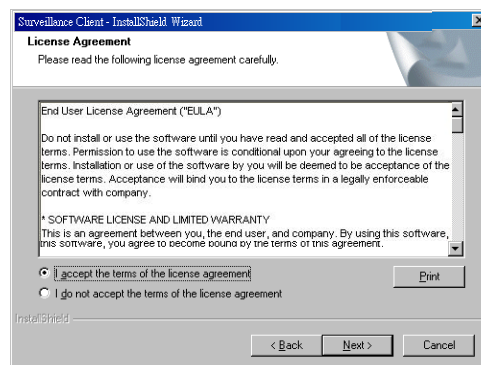 Surveillance Client - InstallShield Wizard
License Agreement
Please read the following license agreement carefully.
End User License Agreement ("EULA")
Do not install or use the software until you have read and accepted all of the license
terms. Permission to use the software is conditional upon your agreeing to the license
terms. Installation or use of the software by you will be deemed to be acceptance of the
license terms. Acceptance will bind you to the license terms in a legally enforceable
contract with company.
* SOFTWARE LICENSE AND LIMITED WARRANTY
This is an agreement between you, the end user, and company. By using this software,
this software, you agree to become bound by the terms of this agreement.
I accept the terms of the license agreement
Print
I do not accept the terms of the license agreement
InstallShield
< Back
Next >
Cancel